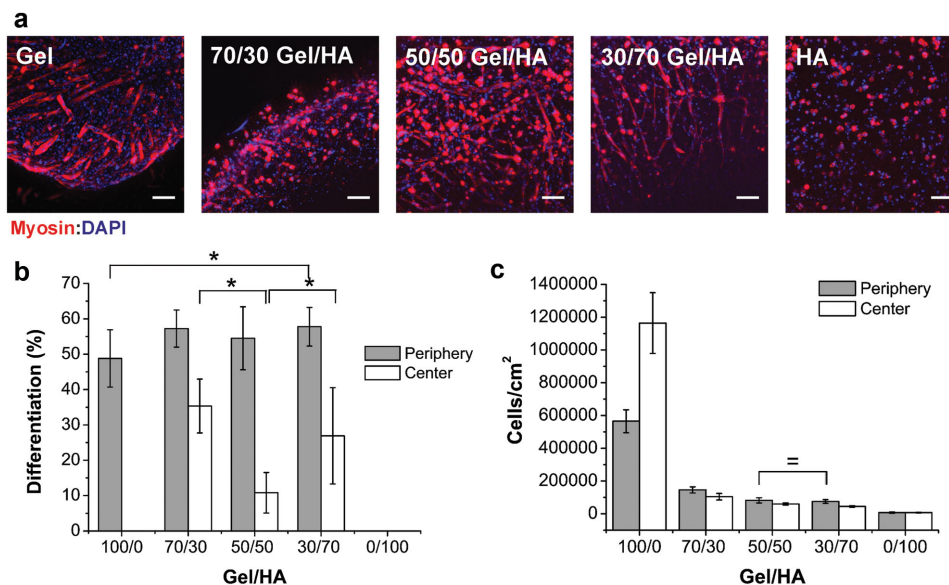 a
Gel
70/30 Gel/HA
50/50 Gel/HA
30/70 Gel/HA
HA
Myosin:DAPI
b
*
*
*
70
60
50
40
30
20
10
0
Differentiation (%)
Periphery
Center
100/0
70/30
50/50
30/70
0/100
Gel/HA
c
1400000
1200000
1000000
800000
600000
400000
200000
0
Cells/cm²
Periphery
Center
=
100/0
70/30
50/50
30/70
0/100
Gel/HA